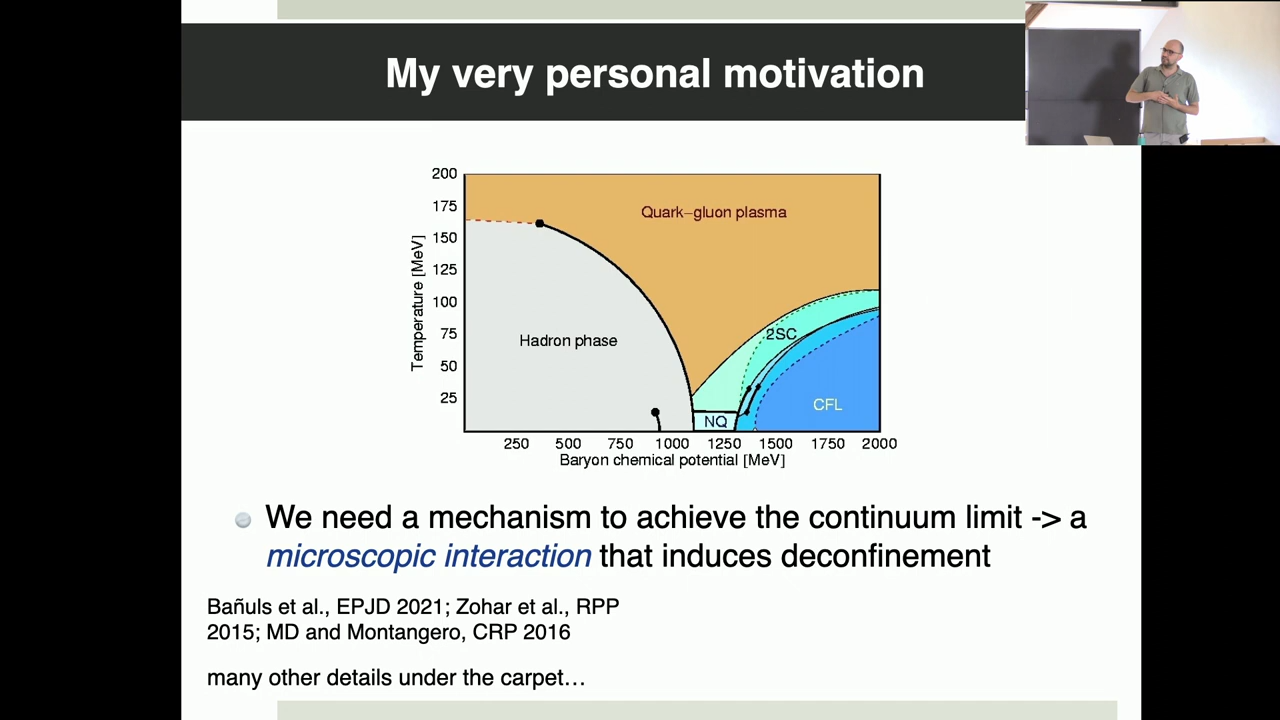 My very personal motivation
200
175
150
125
100
75
50
25
Temperature [MeV]
Quark–gluon plasma
Hadron phase
2SC
NQ
CFL
250 500 750 1000 1250 1500 1750 2000
Baryon chemical potential [MeV]
We need a mechanism to achieve the continuum limit -> a
microscopic interaction that induces deconfinement
Bañuls et al., EPJD 2021; Zohar et al., RPP
2015; MD and Montangero, CRP 2016
many other details under the carpet…